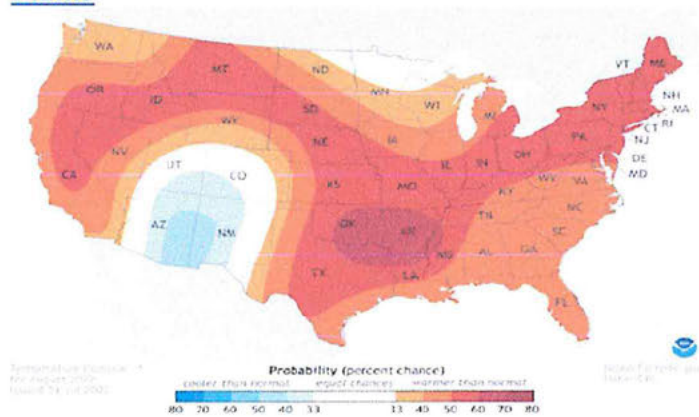 WA
MT
ND
MN
VT
ME
OR
ID
SD
WI
MI
NY
NH
MA
WY
IA
CT
RI
NV
NE
PA
NJ
UT
CO
IL
IN
OH
DE
CA
KS
MO
WV
VA
MD
KY
AZ
NM
OK
AR
TN
NC
SC
TX
MS
AL
GA
LA
FL
Probability (percent chance)
cooler than normal equal chances warmer than normal
80 70 60 50 40 33 33 40 50 60 70 80